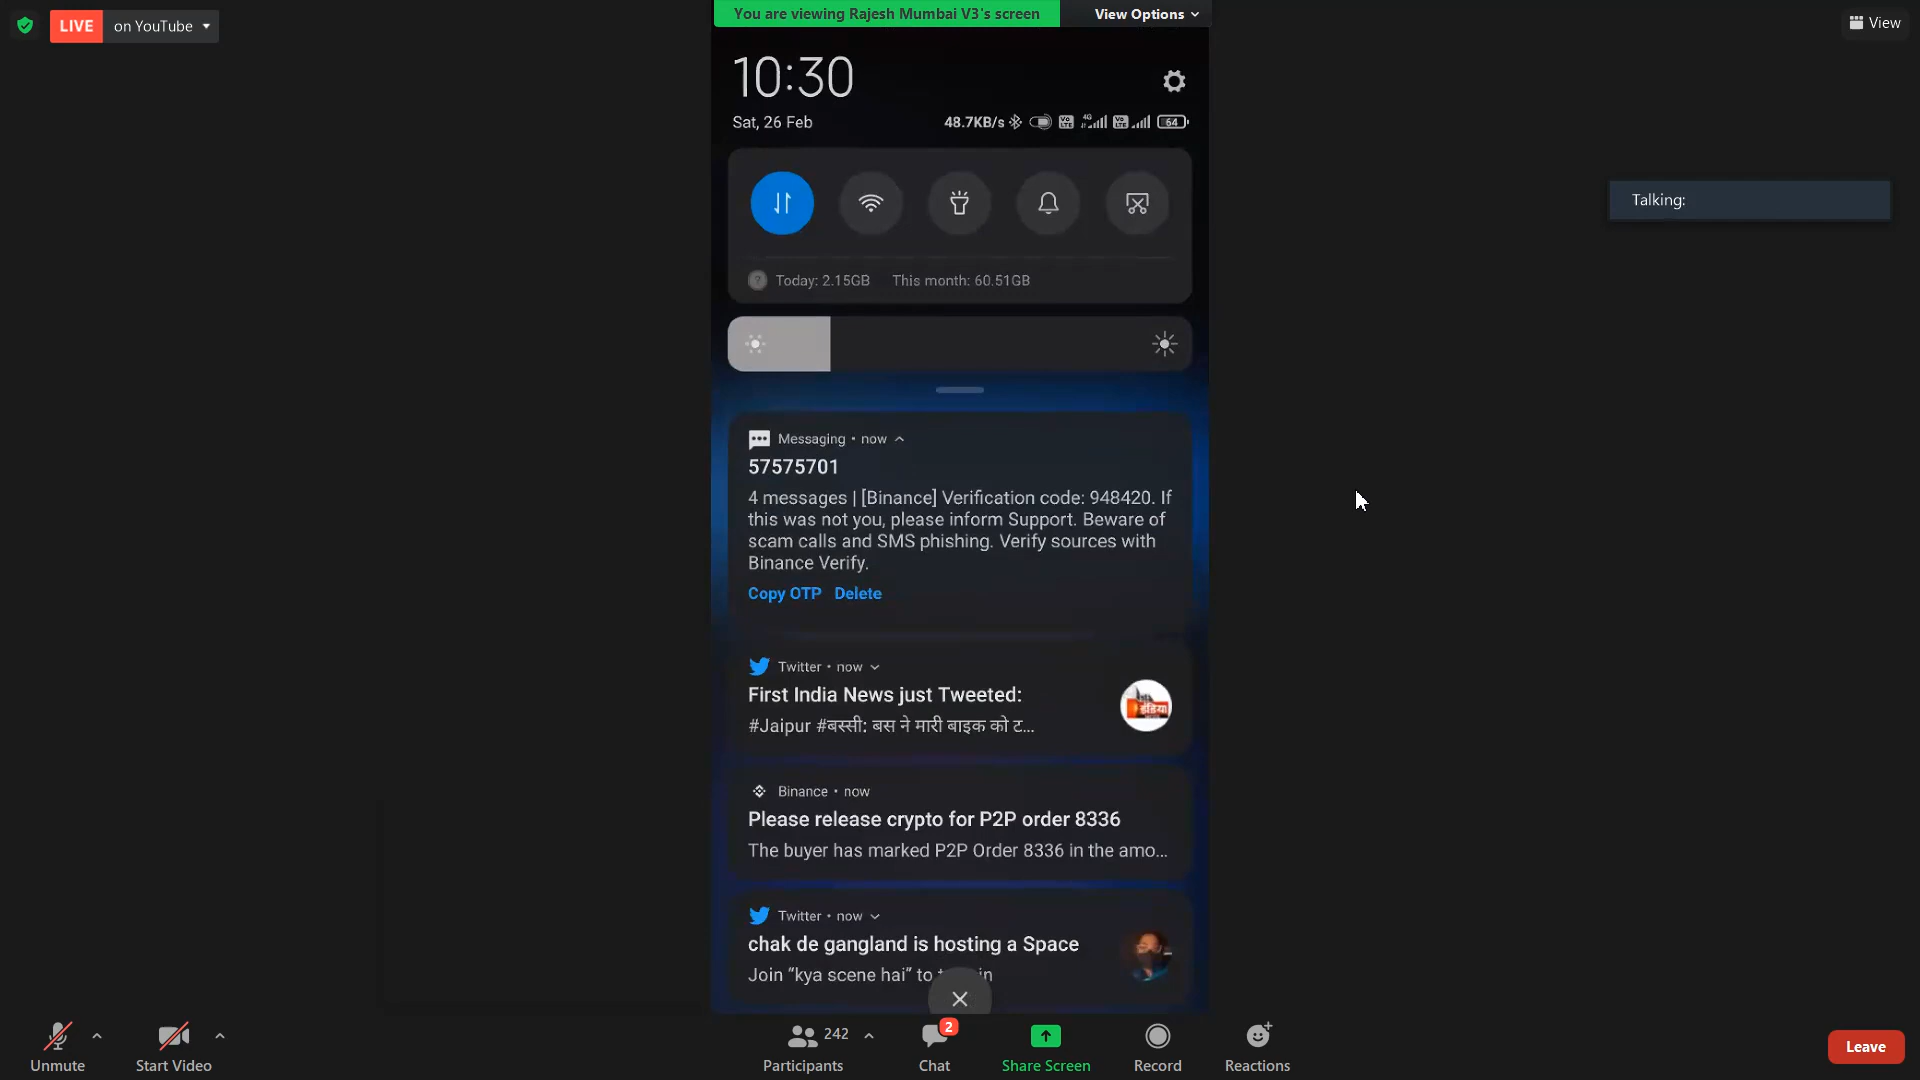 LIVE on YouTube
You are viewing Rajesh Mumbai V3's screen
View Options
View
10:30
Sat, 26 Feb
48.7KB/s 4G 64
Talking:
Today: 2.15GB This month: 60.51GB
Messaging • now
57575701
4 messages | [Binance] Verification code: 948420. If
this was not you, please inform Support. Beware of
scam calls and SMS phishing. Verify sources with
Binance Verify.
Copy OTP Delete
Twitter • now
First India News just Tweeted:
#Jaipur #बस्सी: बस ने मारी बाइक को ट...
इंडिया
Binance • now
Please release crypto for P2P order 8336
The buyer has marked P2P Order 8336 in the amo...
Twitter • now
chak de gangland is hosting a Space
Join “kya scene hai” to in
242
2
Unmute
Start Video
Participants
Chat
Share Screen
Record
Reactions
Leave